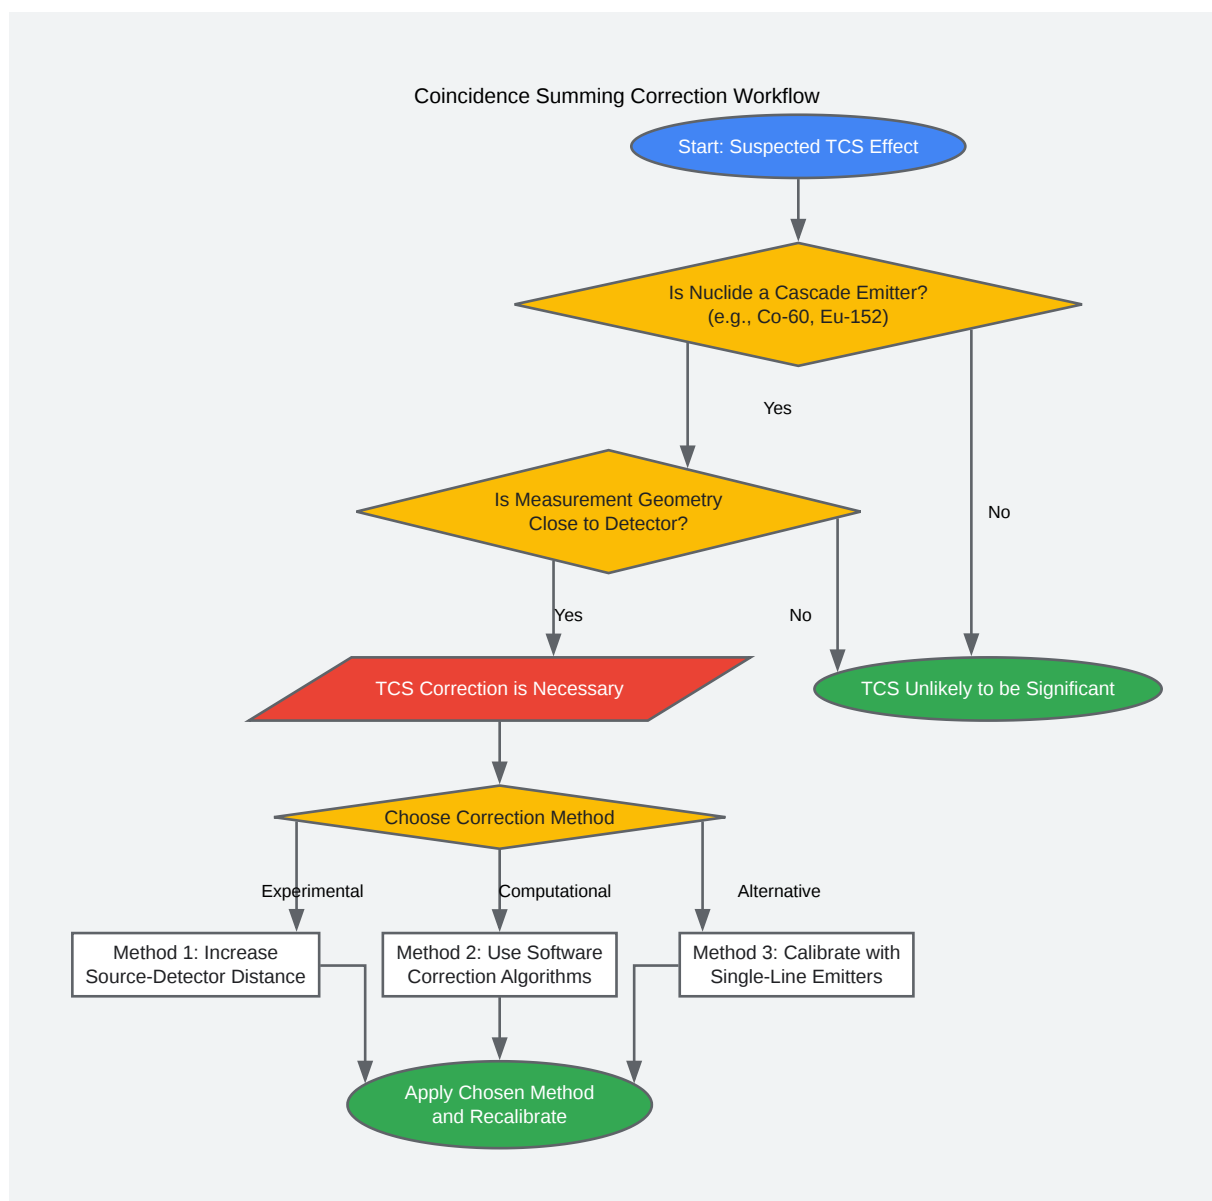 Coincidence Summing Correction Workflow
Start: Suspected TCS Effect
Is Nuclide a Cascade Emitter?
(e.g., Co-60, Eu-152)
Yes
Is Measurement Geometry
Close to Detector?
No
Yes
No
TCS Correction is Necessary
TCS Unlikely to be Significant
Choose Correction Method
Experimental
Computational
Alternative
Method 1: Increase
Source-Detector Distance
Method 2: Use Software
Correction Algorithms
Method 3: Calibrate with
Single-Line Emitters
Apply Chosen Method
and Recalibrate